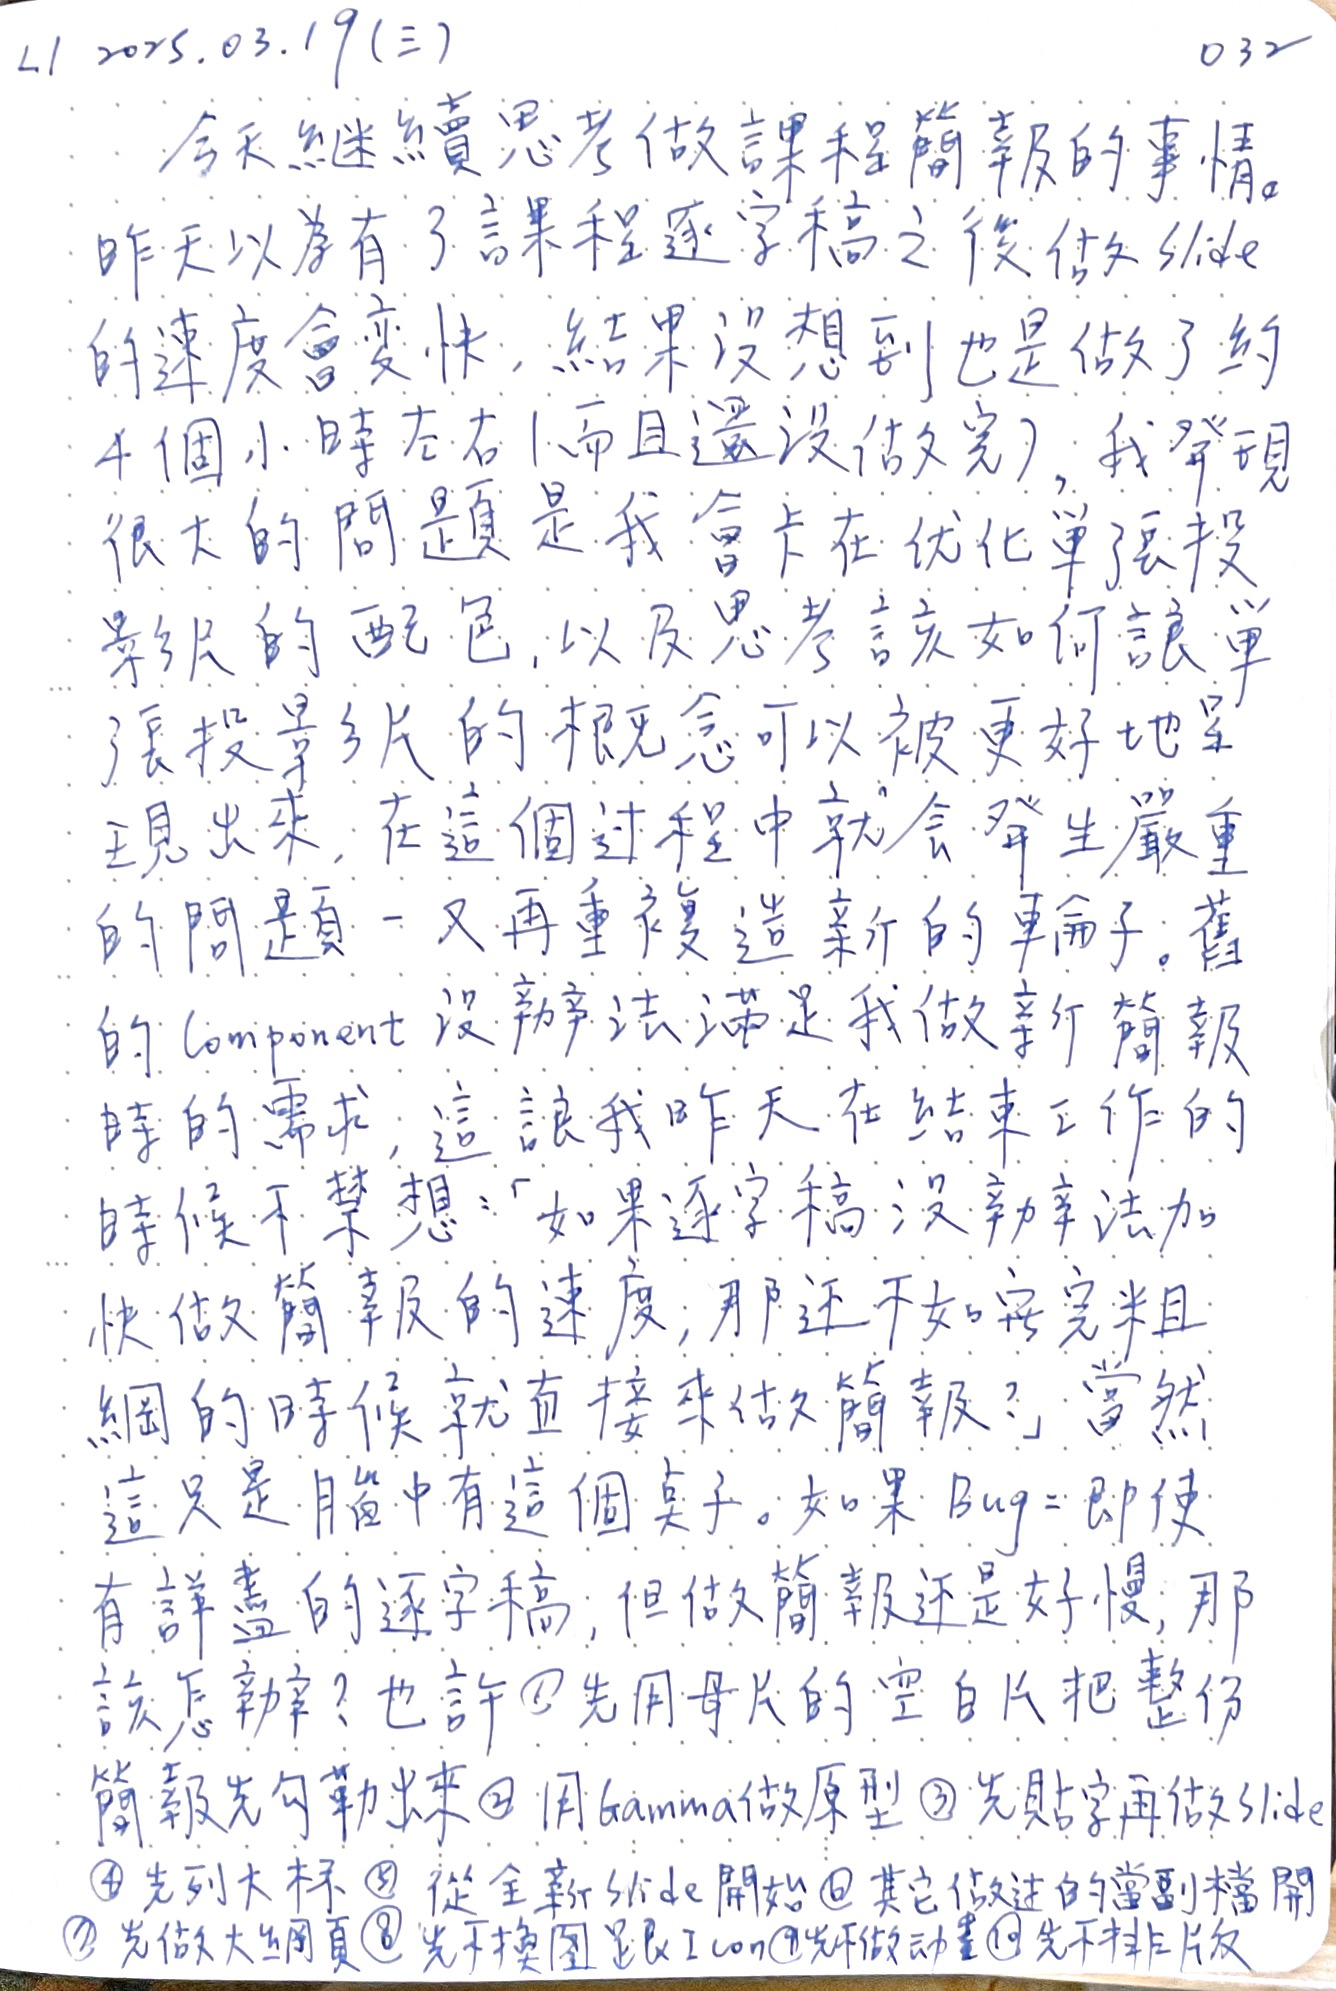 L1 2025.03.19(三) 032
今天繼續思考做課程簡報的事情。
昨天以為有了課程逐字稿之後做slide
的速度會變快，結果沒想到也是做了約
4個小時左右(而且還沒做完)，我發現
很大的問題是我會卡在优化單張投
影片的配色，以及思考該如何讓單
張投影片的概念可以被更好地呈
現出來，在這個过程中就会發生嚴重
的問題－又再重複造新的車輪子。舊
的Component沒辦法滿足我做新簡報
時的需求，這讓我昨天在結束工作的
時候不禁想：「如果逐字稿沒辦法加
快做簡報的速度，那还不如寫完粗
綱的時候就直接來做簡報？」當然
這只是腦中有這個桌子。如果Bug=即使
有詳盡的逐字稿，但做簡報还是好慢，那
該怎辦？也許①先用母片的空白片把整份
簡報先勾勒出來②用Gamma做原型③先貼字再做Slide
④先列大标⑤從全新Slide開始⑥其它做过的當副檔開
⑦先做大綱頁⑧先不換圖跟Icon⑨先不做动畫⑩先不排版